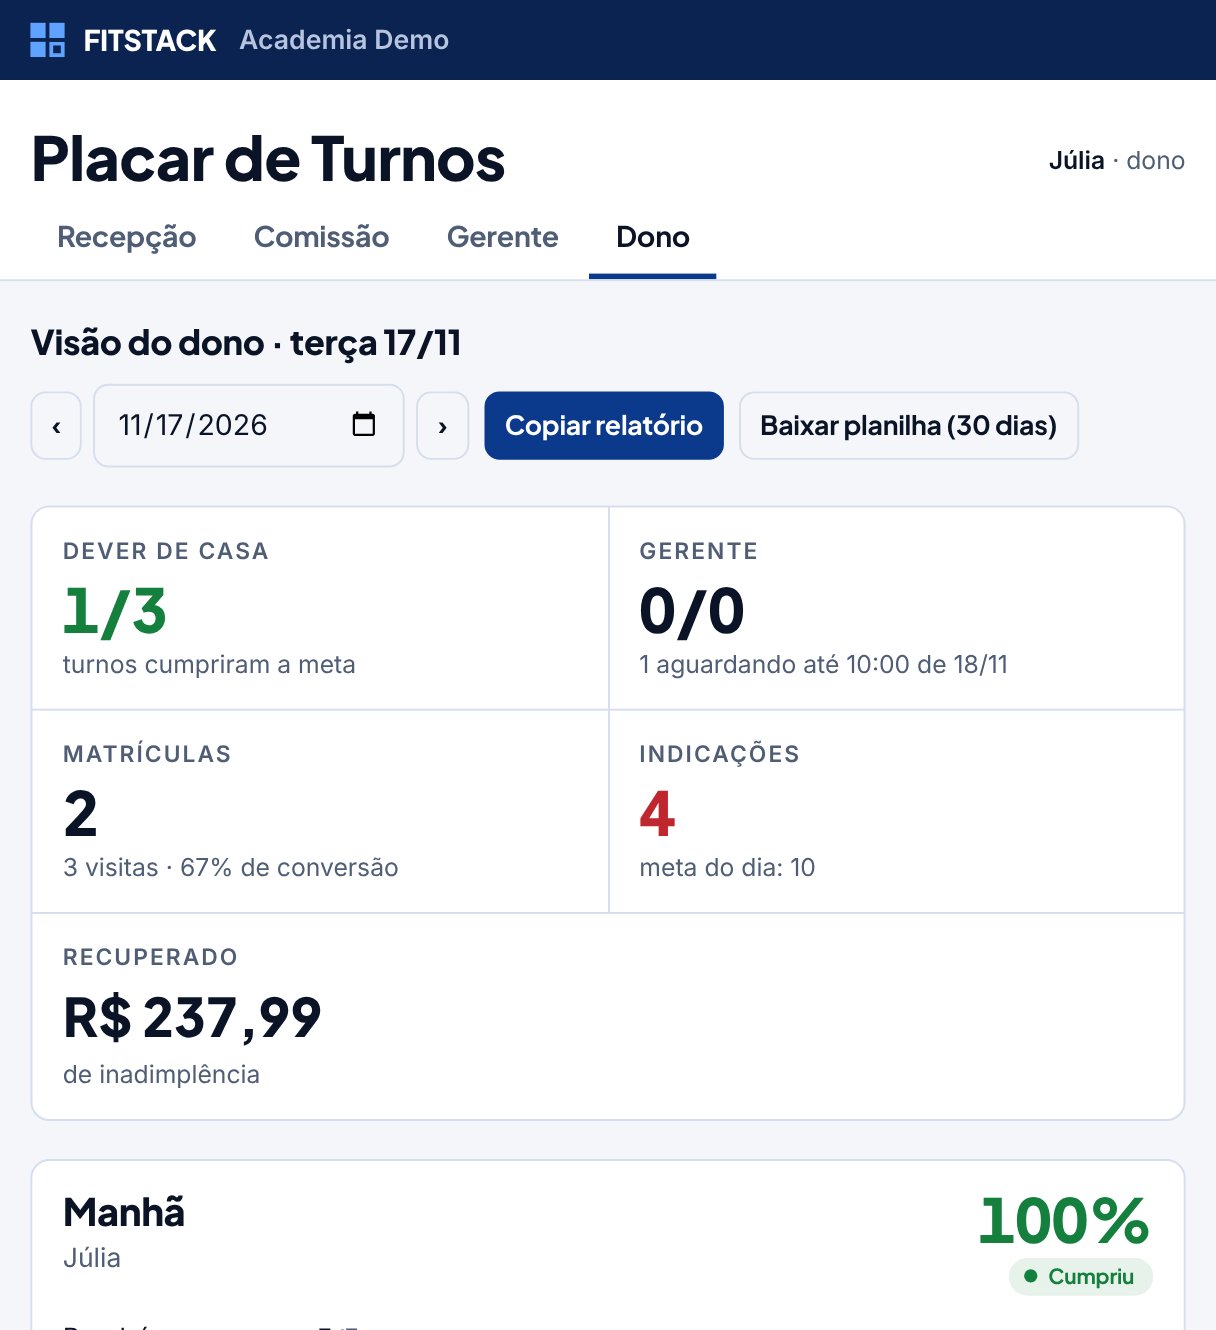 FITSTACK Academia Demo
Placar de Turnos
Júlia · dono
Recepção Comissão Gerente Dono
Visão do dono · terça 17/11
‹ 11/17/2026 › Copiar relatório Baixar planilha (30 dias)
DEVER DE CASA
1/3
turnos cumpriram a meta
GERENTE
0/0
1 aguardando até 10:00 de 18/11
MATRÍCULAS
2
3 visitas · 67% de conversão
INDICAÇÕES
4
meta do dia: 10
RECUPERADO
R$ 237,99
de inadimplência
Manhã
Júlia
100%
Cumpriu